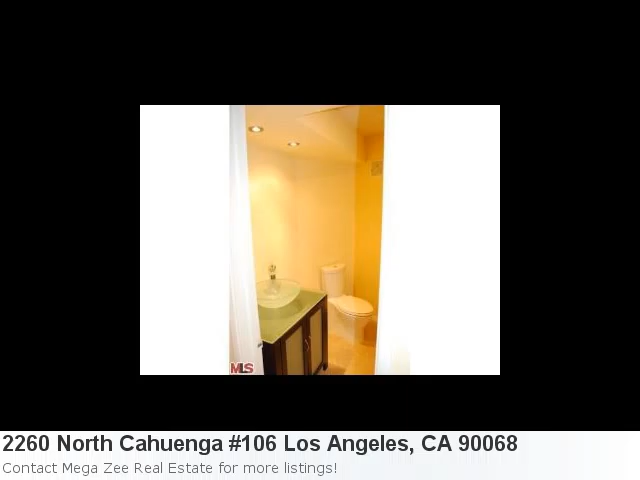 MLS
2260 North Cahuenga #106 Los Angeles, CA 90068
Contact Mega Zee Real Estate for more listings!